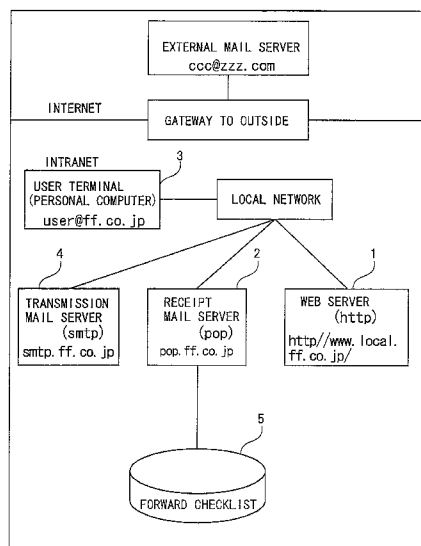 EXTERNAL MAIL SERVER
ccc@zzz.com
INTERNET
GATEWAY TO OUTSIDE
INTRANET
3
USER TERMINAL
(PERSONAL COMPUTER)
user@ff.co.jp
LOCAL NETWORK
4
TRANSMISSION
MAIL SERVER
(smtp)
smtp.ff.co.jp
2
RECEIPT
MAIL SERVER
(pop)
pop.ff.co.jp
1
WEB SERVER
(http)
http//www.local.
ff.co.jp/
5
FORWARD CHECKLIST